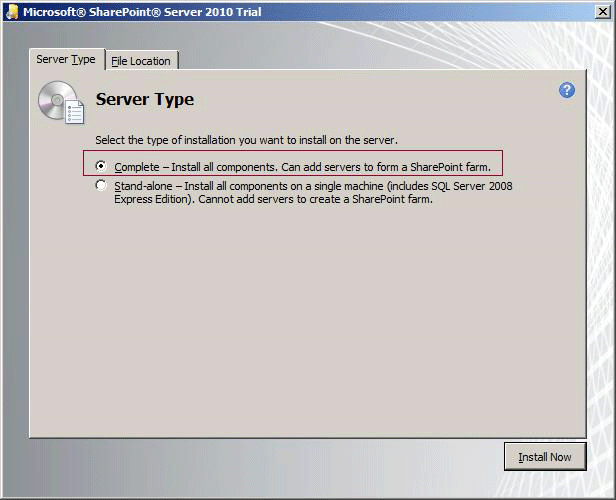 Microsoft® SharePoint® Server 2010 Trial
Server Type
File Location
Server Type
Select the type of installation you want to install on the server.
Complete – Install all components. Can add servers to form a SharePoint farm.
Stand-alone – Install all components on a single machine (includes SQL Server 2008
Express Edition). Cannot add servers to create a SharePoint farm.
Install Now